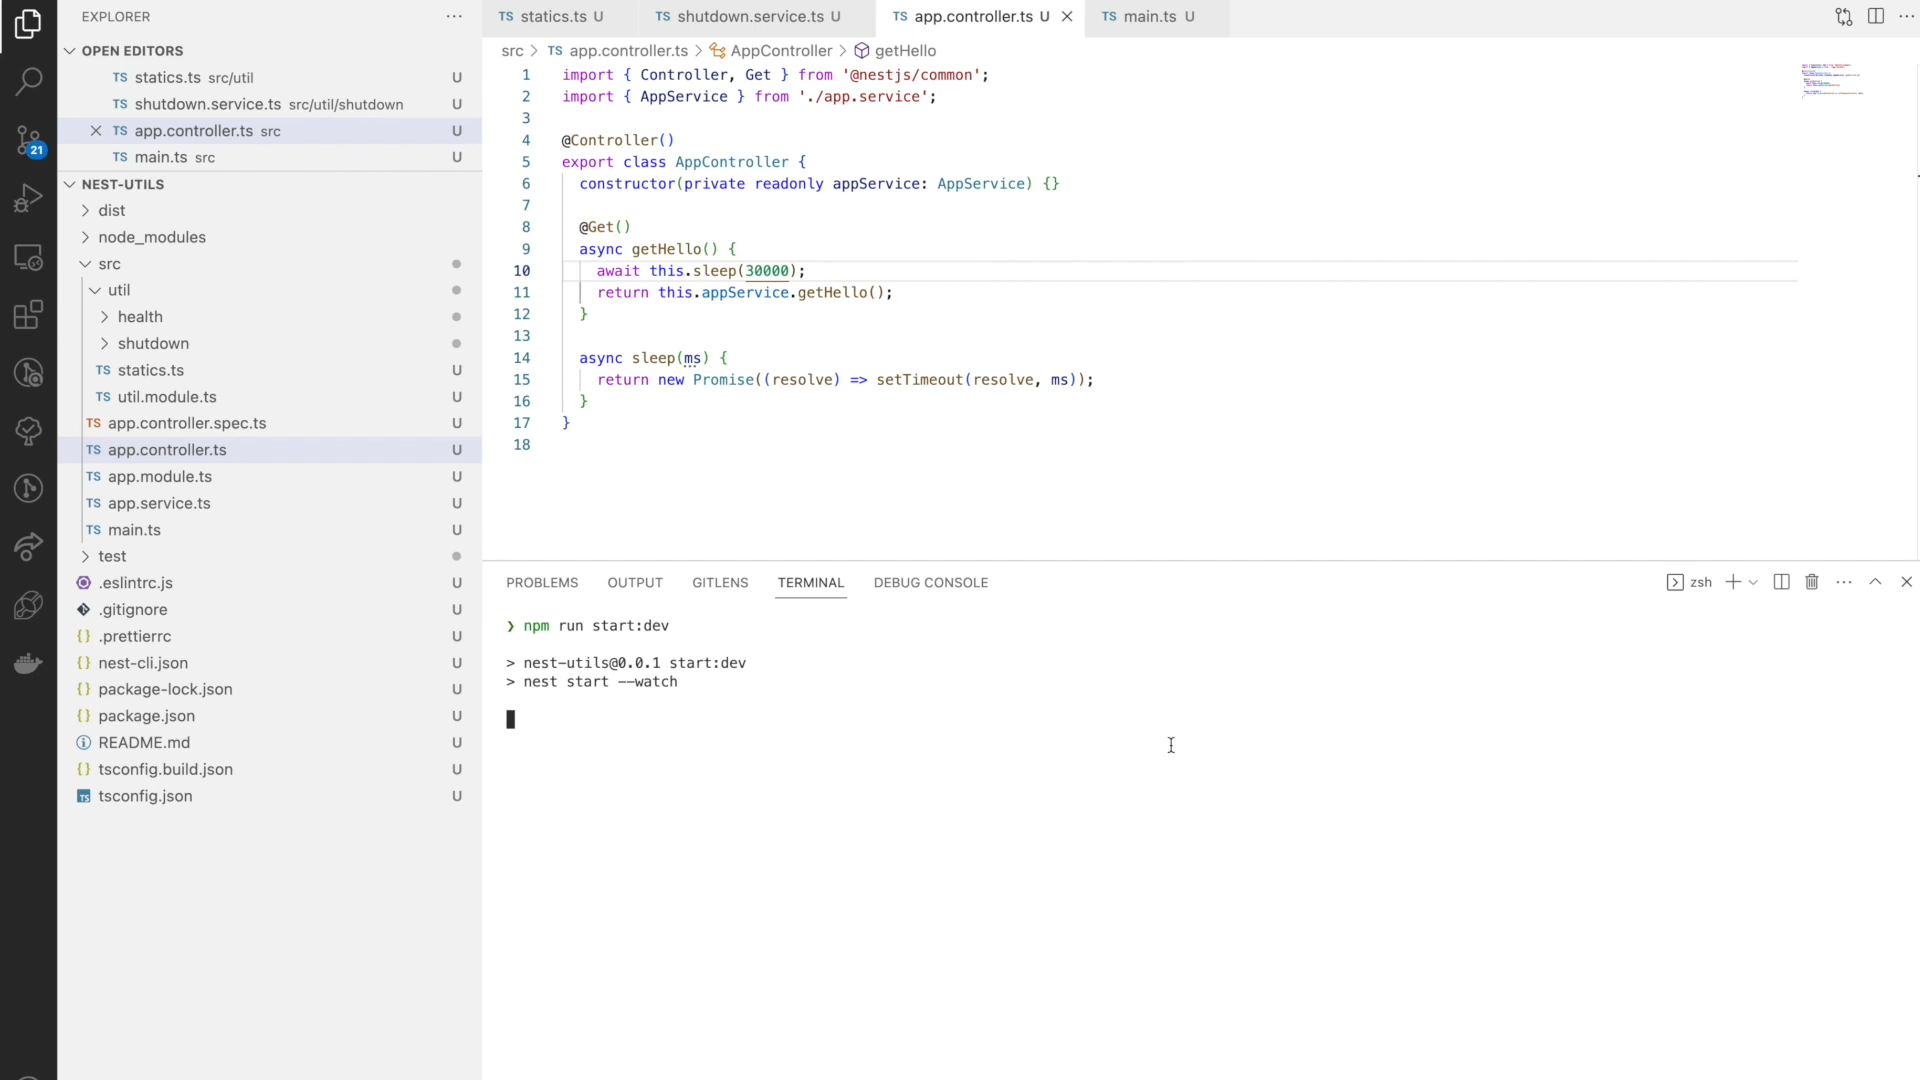 EXPLORER
OPEN EDITORS
TS statics.ts src/util U
TS shutdown.service.ts src/util/shutdown U
TS app.controller.ts src U
TS main.ts src U
NEST-UTILS
dist
node_modules
src
util
health
shutdown
TS statics.ts U
TS util.module.ts U
TS app.controller.spec.ts U
TS app.controller.ts U
TS app.module.ts U
TS app.service.ts U
TS main.ts U
test
.eslintrc.js U
.gitignore U
{} .prettierrc U
{} nest-cli.json U
{} package-lock.json U
{} package.json U
README.md U
{} tsconfig.build.json U
TS tsconfig.json U
21
TS statics.ts U TS shutdown.service.ts U TS app.controller.ts U TS main.ts U
src > TS app.controller.ts > AppController > getHello
1 import { Controller, Get } from '@nestjs/common';
2 import { AppService } from './app.service';
3
4 @Controller()
5 export class AppController {
6 constructor(private readonly appService: AppService) {}
7
8 @Get()
9 async getHello() {
10 await this.sleep(30000);
11 return this.appService.getHello();
12 }
13
14 async sleep(ms) {
15 return new Promise((resolve) => setTimeout(resolve, ms));
16 }
17 }
18
PROBLEMS OUTPUT GITLENS TERMINAL DEBUG CONSOLE zsh
❯ npm run start:dev
> nest-utils@0.0.1 start:dev
> nest start --watch